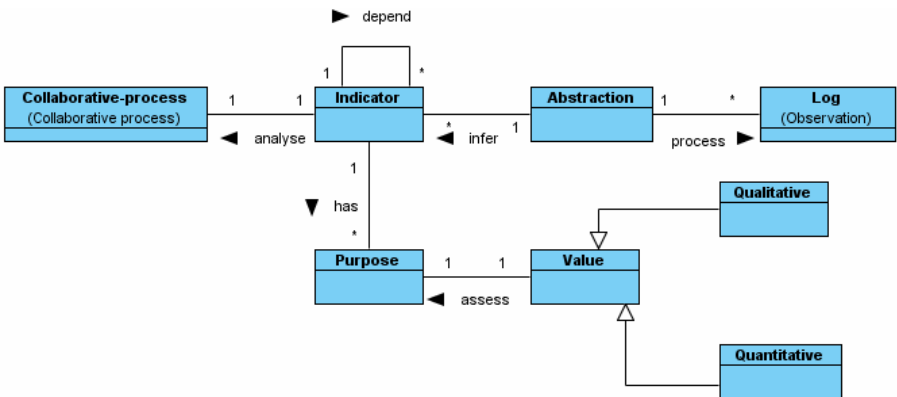 depend
1
*
Collaborative-process
(Collaborative process)
1
1
Indicator
Abstraction
1
*
Log
(Observation)
analyse
*
infer
1
process
1
has
*
Qualitative
Purpose
1
1
Value
assess
Quantitative